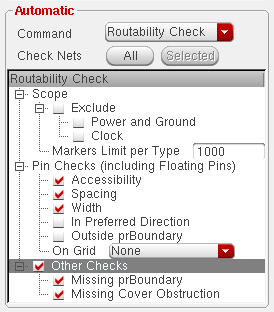 Automatic
Command Routability Check
Check Nets All Selected
Routability Check
Scope
Exclude
Power and Ground
Clock
Markers Limit per Type 1000
Pin Checks (including Floating Pins)
Accessibility
Spacing
Width
In Preferred Direction
Outside prBoundary
On Grid None
Other Checks
Missing prBoundary
Missing Cover Obstruction